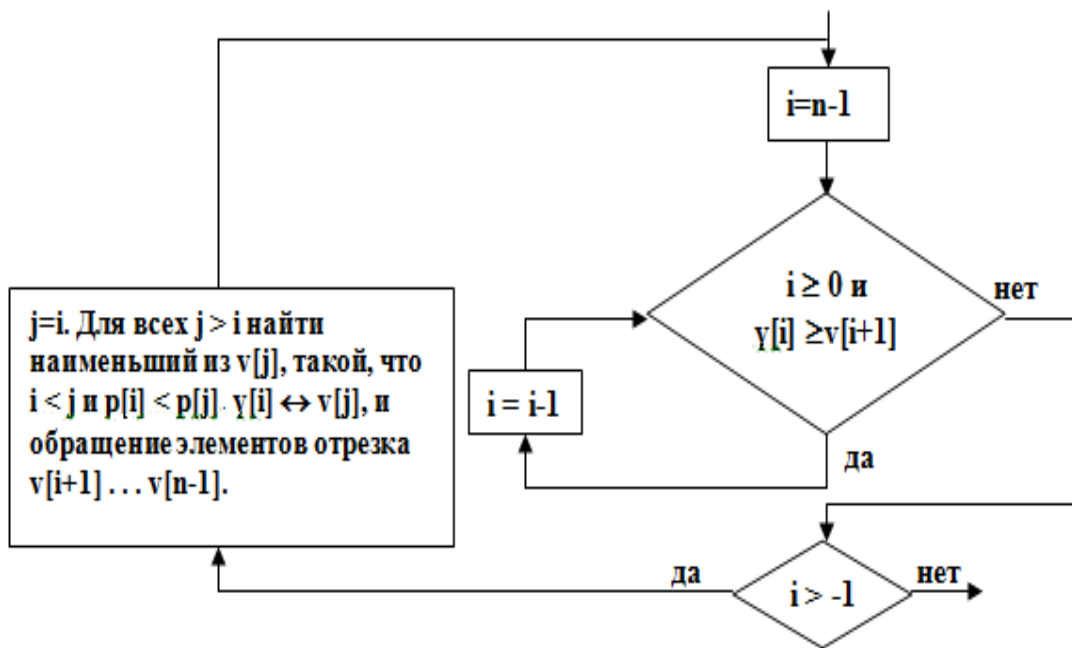 i=n-1
i ≥ 0 и
γ[i] ≥v[i+1]
нет
j=i. Для всех j > i найти
наименьший из v[j], такой, что
i < j и p[i] < p[j]. γ[i] ↔ v[j], и
обращение элементов отрезка
v[i+1] . . . v[n-1].
i = i-1
да
да
i > -1
нет